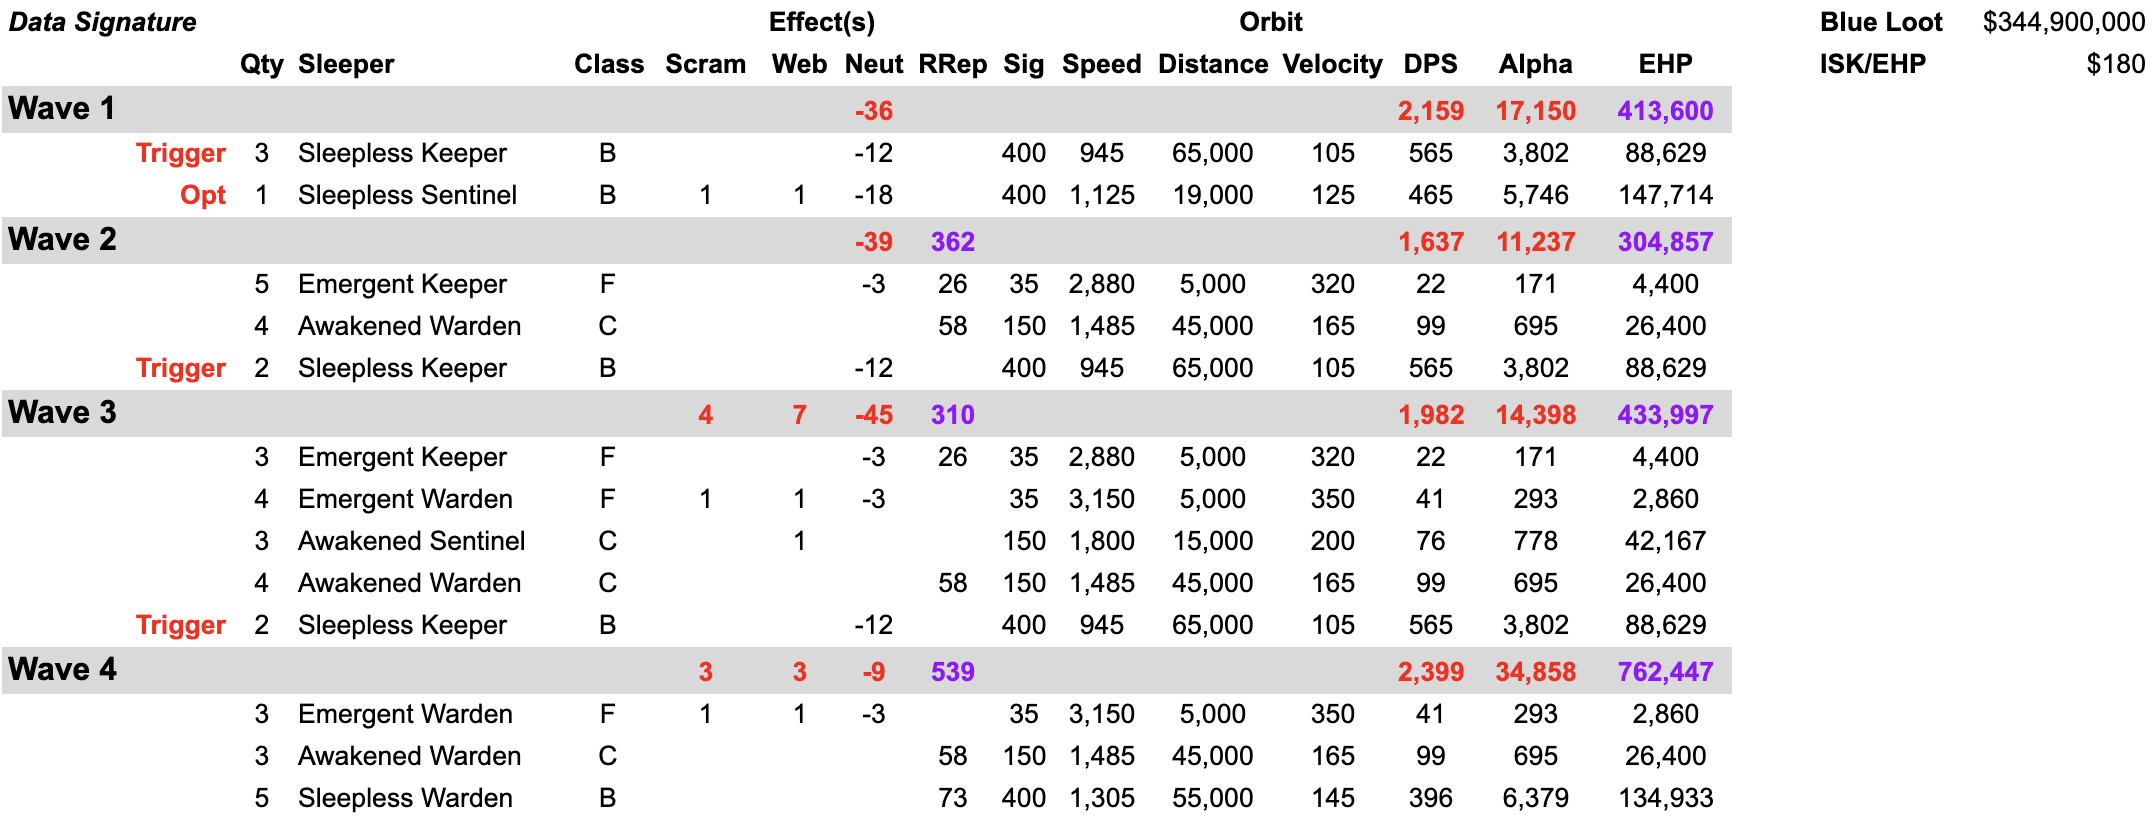 Data Signature Effect(s) Orbit Blue Loot $344,900,000
Qty Sleeper Class Scram Web Neut RRep Sig Speed Distance Velocity DPS Alpha EHP ISK/EHP $180
Wave 1 -36 2,159 17,150 413,600
Trigger 3 Sleepless Keeper B -12 400 945 65,000 105 565 3,802 88,629
Opt 1 Sleepless Sentinel B 1 1 -18 400 1,125 19,000 125 465 5,746 147,714
Wave 2 -39 362 1,637 11,237 304,857
5 Emergent Keeper F -3 26 35 2,880 5,000 320 22 171 4,400
4 Awakened Warden C 58 150 1,485 45,000 165 99 695 26,400
Trigger 2 Sleepless Keeper B -12 400 945 65,000 105 565 3,802 88,629
Wave 3 4 7 -45 310 1,982 14,398 433,997
3 Emergent Keeper F -3 26 35 2,880 5,000 320 22 171 4,400
4 Emergent Warden F 1 1 -3 35 3,150 5,000 350 41 293 2,860
3 Awakened Sentinel C 1 150 1,800 15,000 200 76 778 42,167
4 Awakened Warden C 58 150 1,485 45,000 165 99 695 26,400
Trigger 2 Sleepless Keeper B -12 400 945 65,000 105 565 3,802 88,629
Wave 4 3 3 -9 539 2,399 34,858 762,447
3 Emergent Warden F 1 1 -3 35 3,150 5,000 350 41 293 2,860
3 Awakened Warden C 58 150 1,485 45,000 165 99 695 26,400
5 Sleepless Warden B 73 400 1,305 55,000 145 396 6,379 134,933